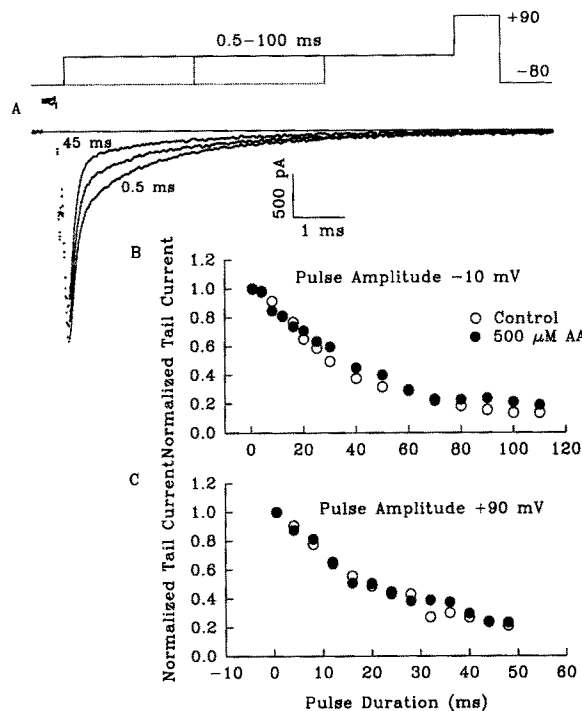 +90
0.5-100 ms
-80
A
45 ms
0.5 ms
500 pA
1 ms
B
Normalized Tail Current
Pulse Amplitude -10 mV
Control
500 μM AA
1.2
1.0
0.8
0.6
0.4
0.2
0.0
0 20 40 60 80 100 120
C
Normalized Tail Current
Pulse Amplitude +90 mV
1.2
1.0
0.8
0.6
0.4
0.2
0.0
-10 0 10 20 30 40 50 60
Pulse Duration (ms)